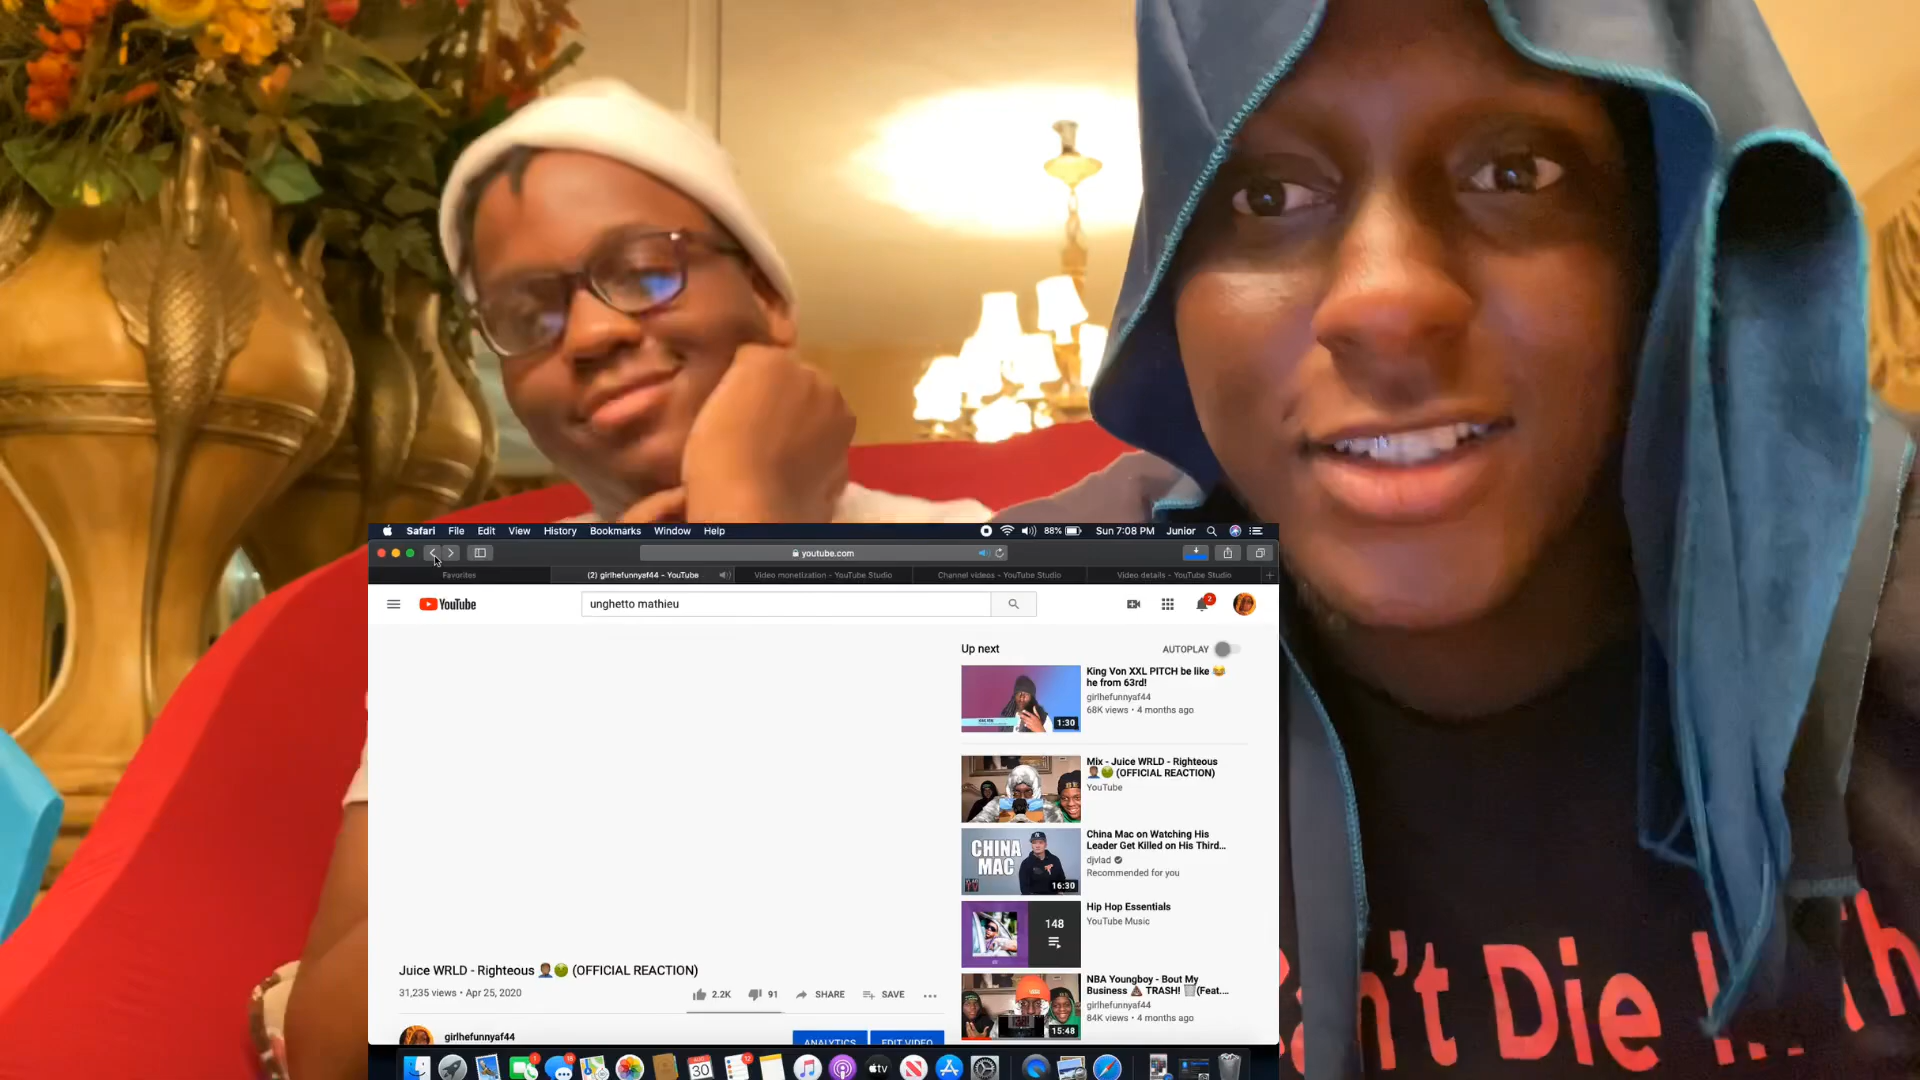 Safari File Edit View History Bookmarks Window Help 88% Sun 7:08 PM Junior
youtube.com
Favorites (2) girlhefunnyaf44 - YouTube Video monetization - YouTube Studio Channel videos - YouTube Studio Video details - YouTube Studio
YouTube unghetto mathieu 2
Up next AUTOPLAY
King Von XXL PITCH be like 😂
he from 63rd!
girlhefunnyaf44
68K views • 4 months ago
1:30
Mix - Juice WRLD - Righteous
🤦🏾‍♂️🤢 (OFFICIAL REACTION)
YouTube
CHINA
MAC
16:30
China Mac on Watching His
Leader Get Killed on His Third...
djvlad
Recommended for you
148
Hip Hop Essentials
YouTube Music
NBA Youngboy - Bout My
Business 💩 TRASH! 🗑️(Feat....
girlhefunnyaf44
84K views • 4 months ago
15:48
Juice WRLD - Righteous 🤦🏾‍♂️🤢 (OFFICIAL REACTION)
31,235 views • Apr 25, 2020
2.2K 91 SHARE SAVE ...
girlhefunnyaf44
ANALYTICS EDIT VIDEO
30
tv
an't Die I